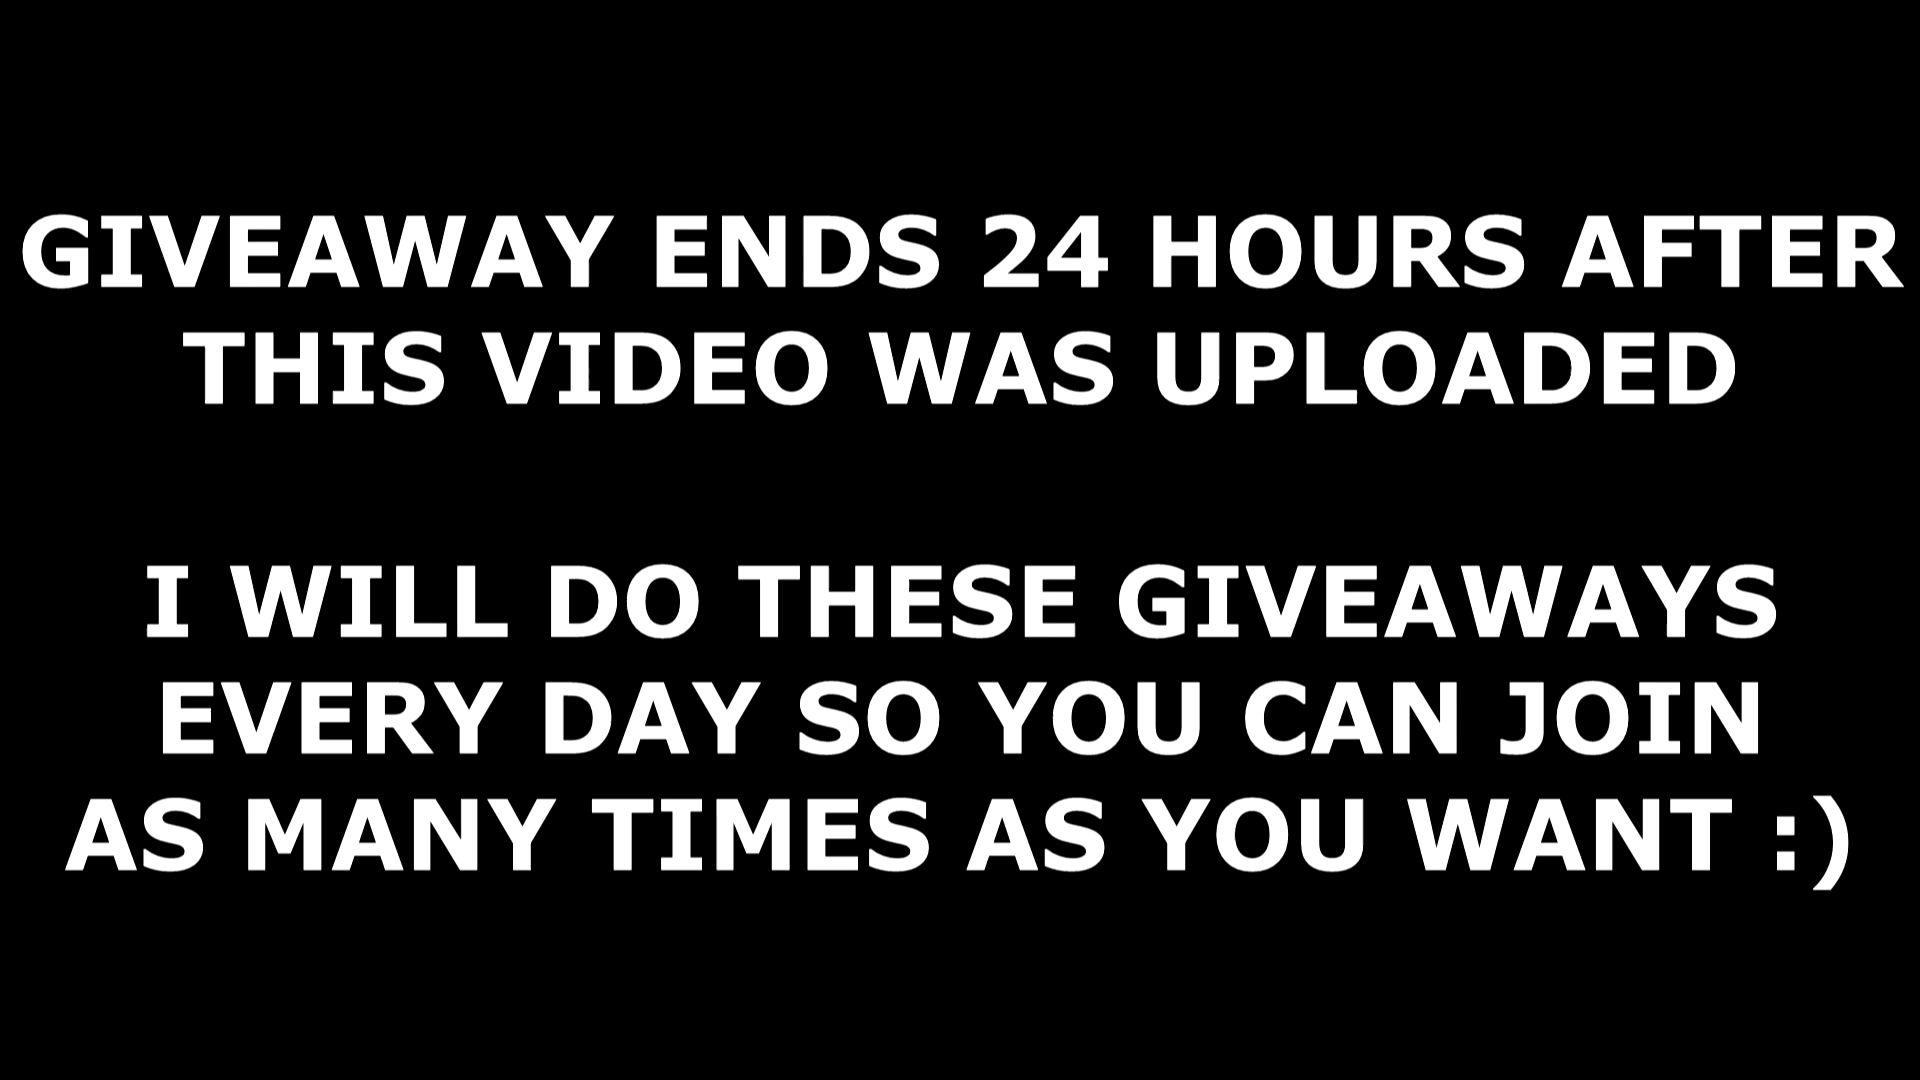 GIVEAWAY ENDS 24 HOURS AFTER
THIS VIDEO WAS UPLOADED
I WILL DO THESE GIVEAWAYS
EVERY DAY SO YOU CAN JOIN
AS MANY TIMES AS YOU WANT :)